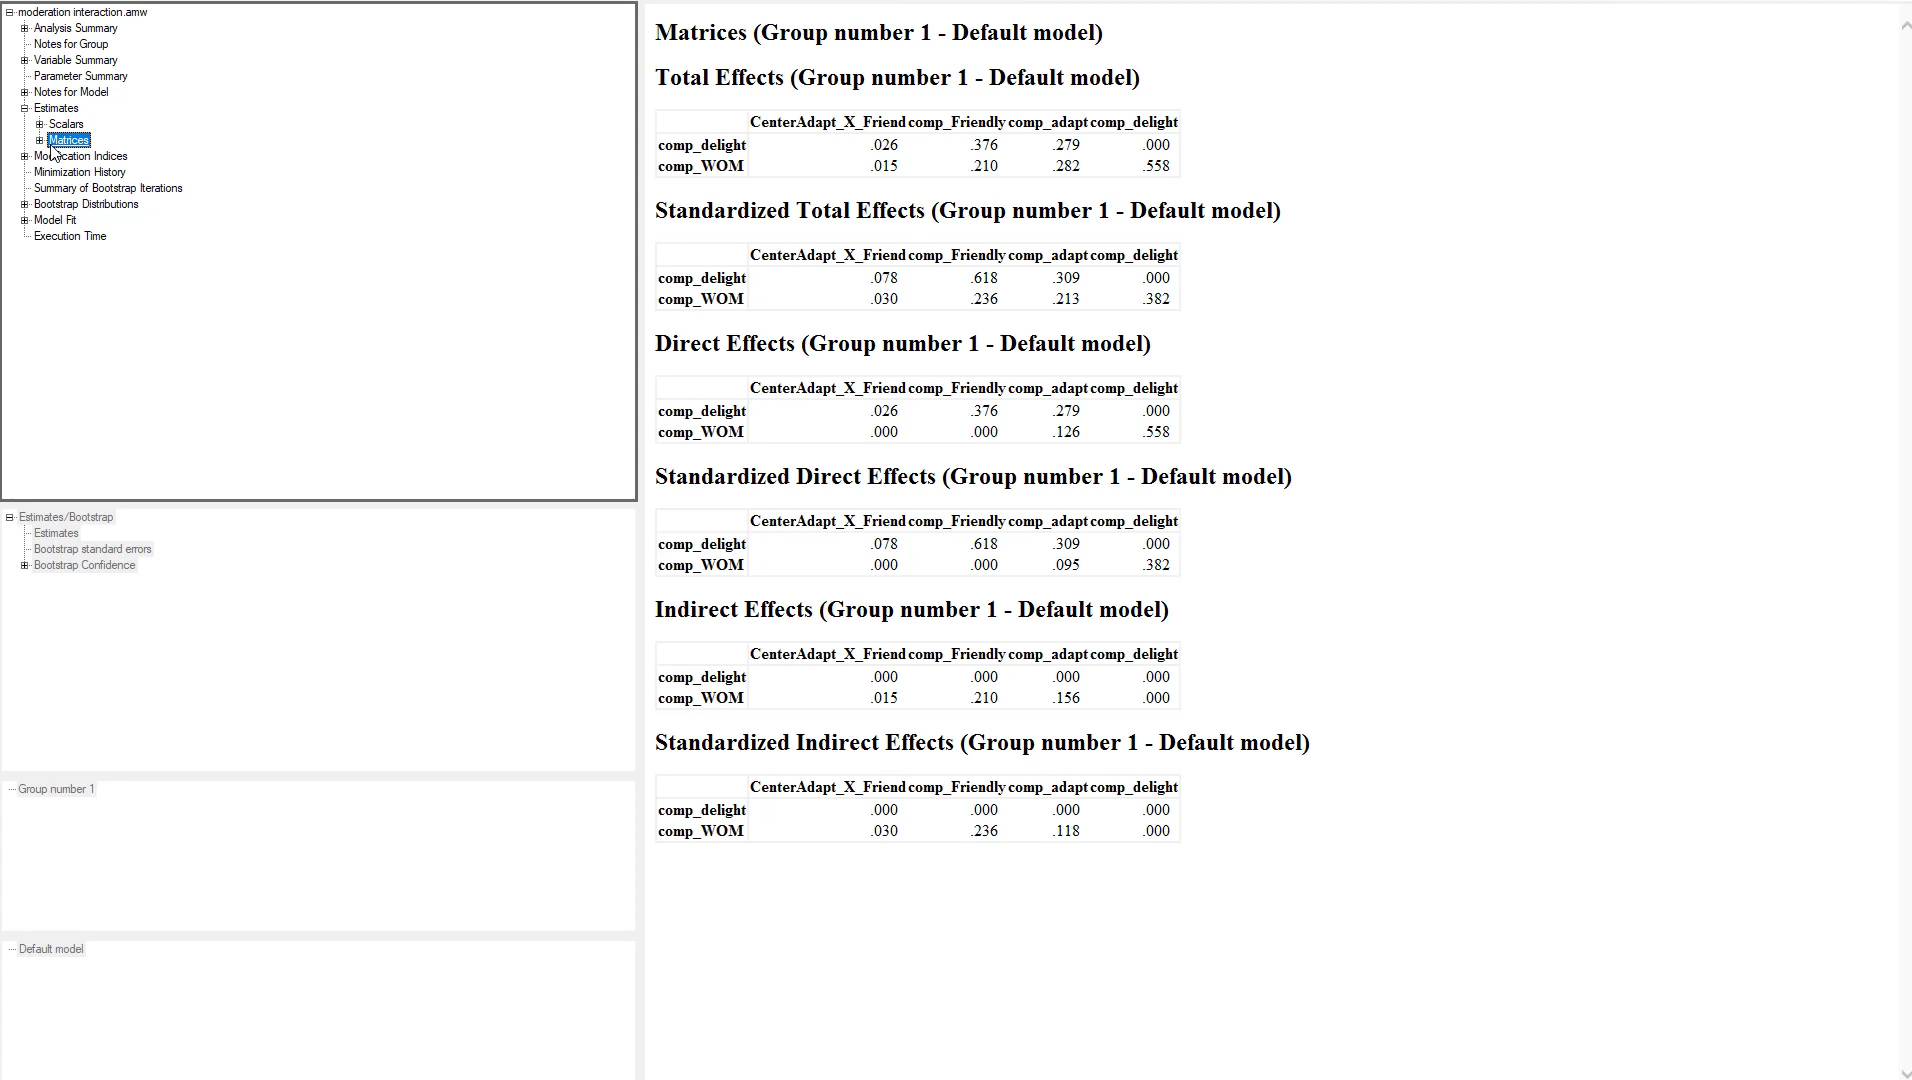 moderation interaction.amw
Analysis Summary
Notes for Group
Variable Summary
Parameter Summary
Notes for Model
Estimates
Scalars
Matrices
Modification Indices
Minimization History
Summary of Bootstrap Iterations
Bootstrap Distributions
Model Fit
Execution Time
Estimates/Bootstrap
Estimates
Bootstrap standard errors
Bootstrap Confidence
Group number 1
Default model
Matrices (Group number 1 - Default model)
Total Effects (Group number 1 - Default model)
CenterAdapt_X_Friend comp_Friendly comp_adapt comp_delight
comp_delight .026 .376 .279 .000
comp_WOM .015 .210 .282 .558
Standardized Total Effects (Group number 1 - Default model)
CenterAdapt_X_Friend comp_Friendly comp_adapt comp_delight
comp_delight .078 .618 .309 .000
comp_WOM .030 .236 .213 .382
Direct Effects (Group number 1 - Default model)
CenterAdapt_X_Friend comp_Friendly comp_adapt comp_delight
comp_delight .026 .376 .279 .000
comp_WOM .000 .000 .126 .558
Standardized Direct Effects (Group number 1 - Default model)
CenterAdapt_X_Friend comp_Friendly comp_adapt comp_delight
comp_delight .078 .618 .309 .000
comp_WOM .000 .000 .095 .382
Indirect Effects (Group number 1 - Default model)
CenterAdapt_X_Friend comp_Friendly comp_adapt comp_delight
comp_delight .000 .000 .000 .000
comp_WOM .015 .210 .156 .000
Standardized Indirect Effects (Group number 1 - Default model)
CenterAdapt_X_Friend comp_Friendly comp_adapt comp_delight
comp_delight .000 .000 .000 .000
comp_WOM .030 .236 .118 .000